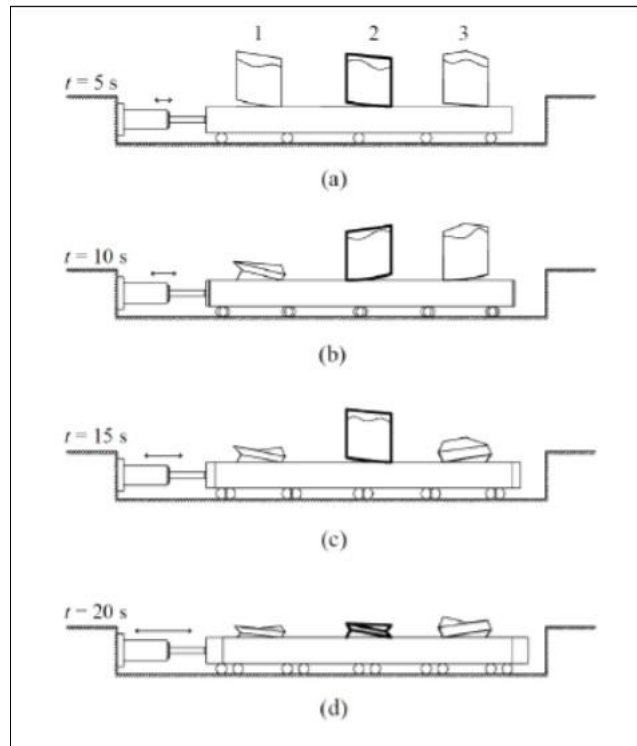 1 2 3
t = 5 s
(a)
t = 10 s
(b)
t = 15 s
(c)
t = 20 s
(d)